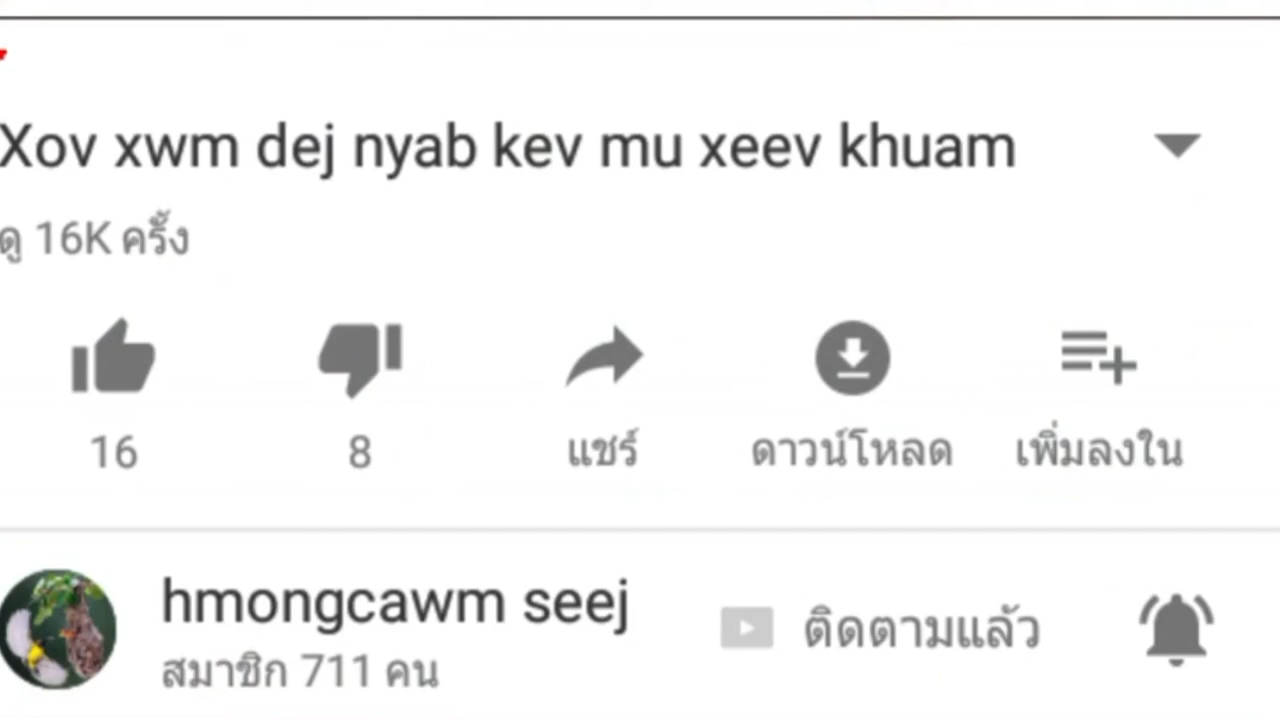 Xov xwm dej nyab kev mu xeev khuam
ดู 16K ครั้ง
16 8 แชร์ ดาวน์โหลด เพิ่มลงใน
hmongcawm seej
ติดตามแล้ว
สมาชิก 711 คน